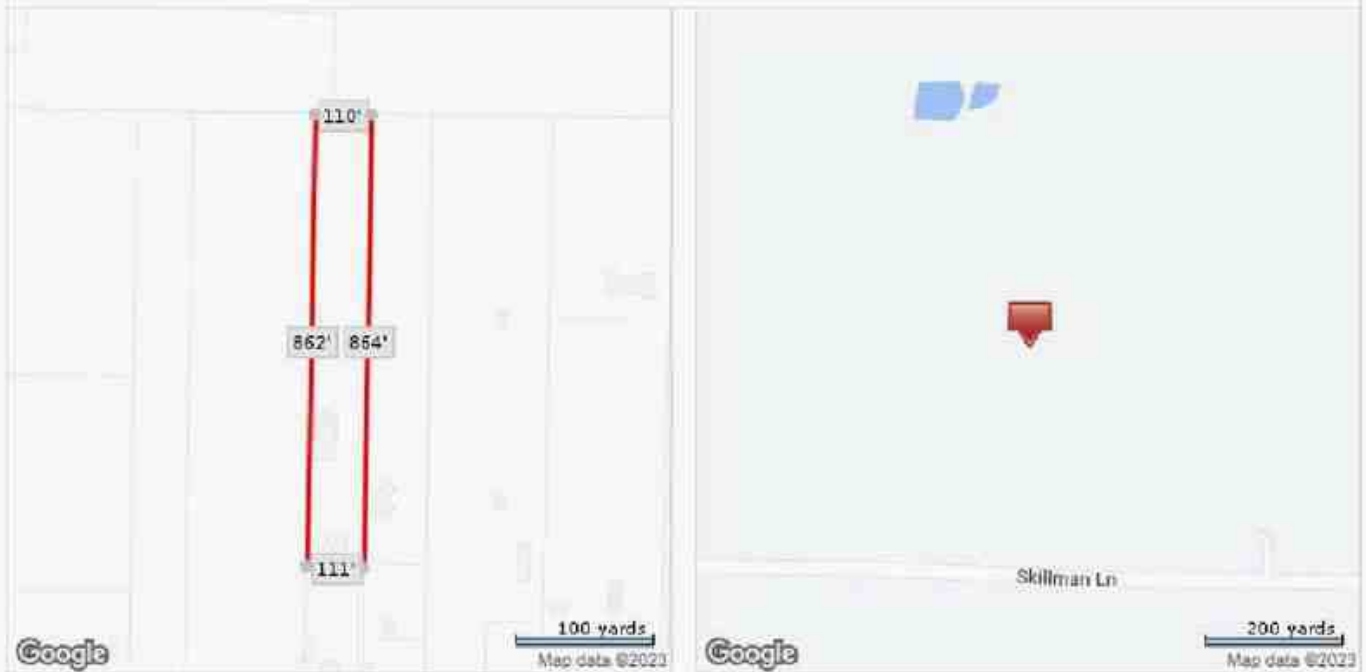 110'
862'
864'
111'
100 yards
Google
Map data ©2023
Skillman Ln
200 yards
Google
Map data ©2023